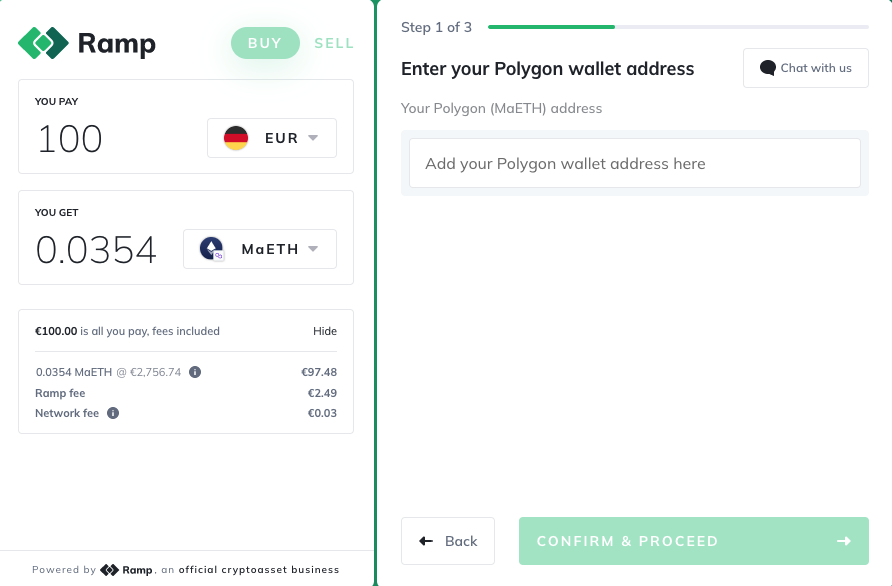 Ramp
BUY SELL
YOU PAY
100 EUR
YOU GET
0.0354 MaETH
€100.00 is all you pay, fees included Hide
0.0354 MaETH @ €2,756.74 i €97.48
Ramp fee €2.49
Network fee i €0.03
Powered by Ramp, an official cryptoasset business
Step 1 of 3
Enter your Polygon wallet address
Chat with us
Your Polygon (MaETH) address
Add your Polygon wallet address here
Back
CONFIRM & PROCEED